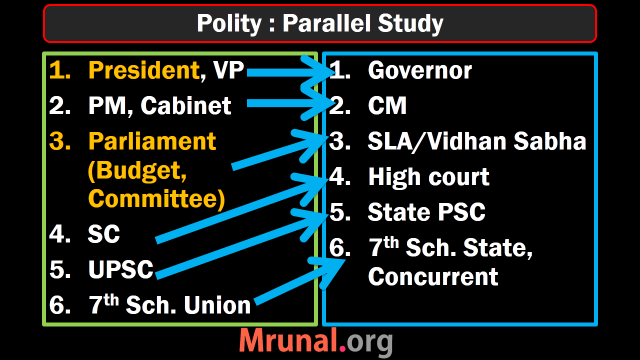 Polity : Parallel Study
1. President, VP
2. PM, Cabinet
3. Parliament
(Budget,
Committee)
4. SC
5. UPSC
6. 7th Sch. Union
1. Governor
2. CM
3. SLA/Vidhan Sabha
4. High court
5. State PSC
6. 7th Sch. State,
Concurrent
Mrunal.org